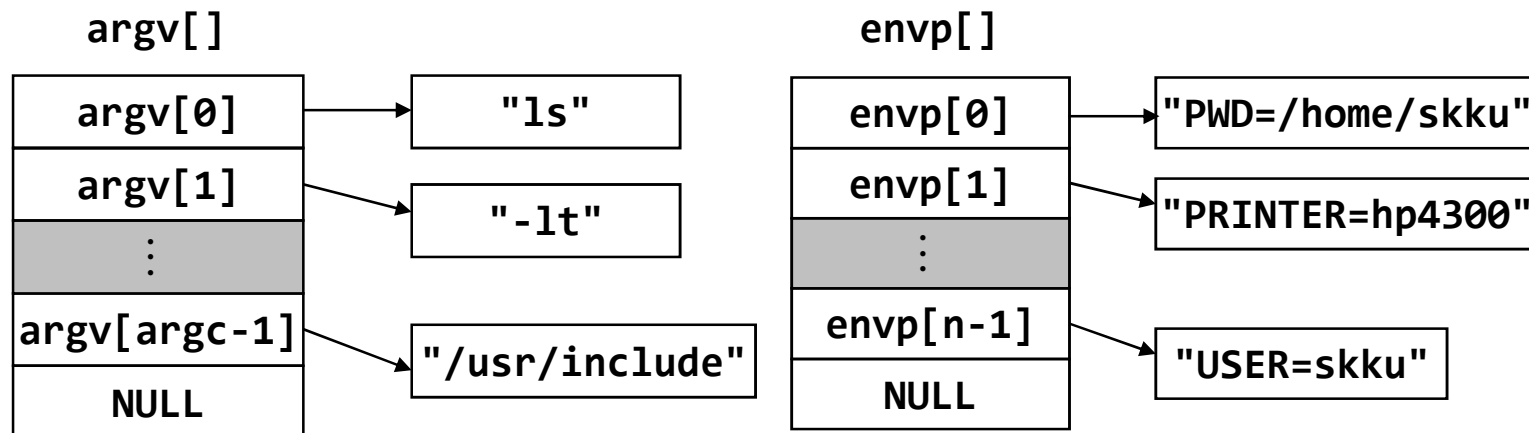 argv[]
argv[0]
"ls"
argv[1]
"-lt"
⋮
argv[argc-1]
"/usr/include"
NULL
envp[]
envp[0]
"PWD=/home/skku"
envp[1]
"PRINTER=hp4300"
⋮
envp[n-1]
"USER=skku"
NULL